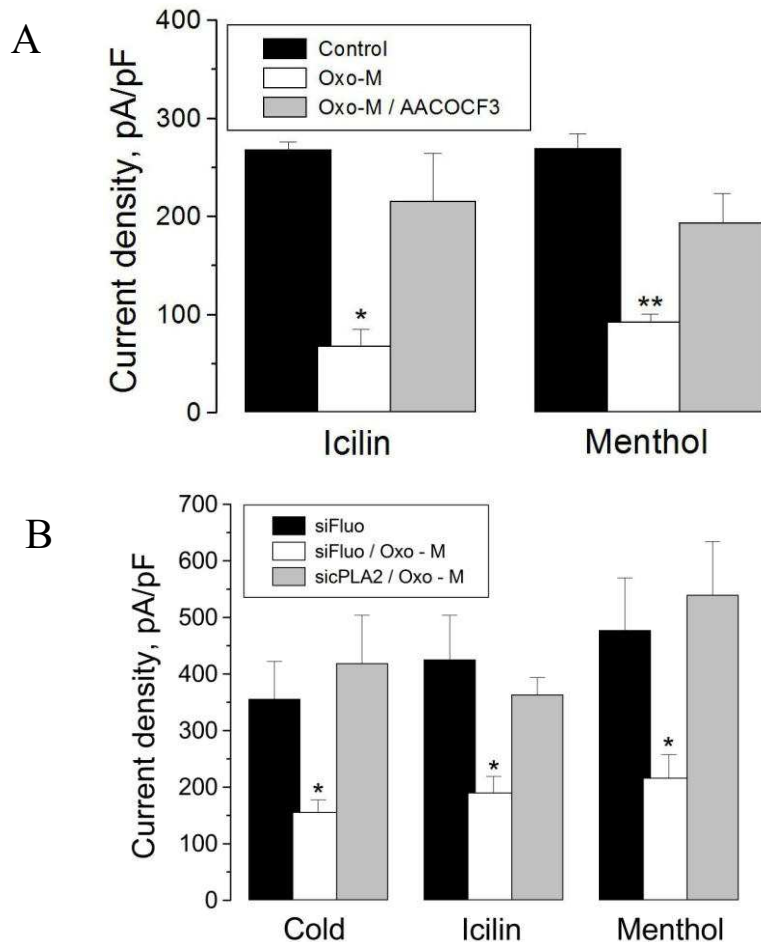 A
Current density, pA/pF
400
300
200
100
0
Control
Oxo-M
Oxo-M / AACOCF3
*
**
Icilin
Menthol
B
Current density, pA/pF
700
600
500
400
300
200
100
0
siFluo
siFluo / Oxo - M
sicPLA2 / Oxo - M
*
*
*
Cold
Icilin
Menthol